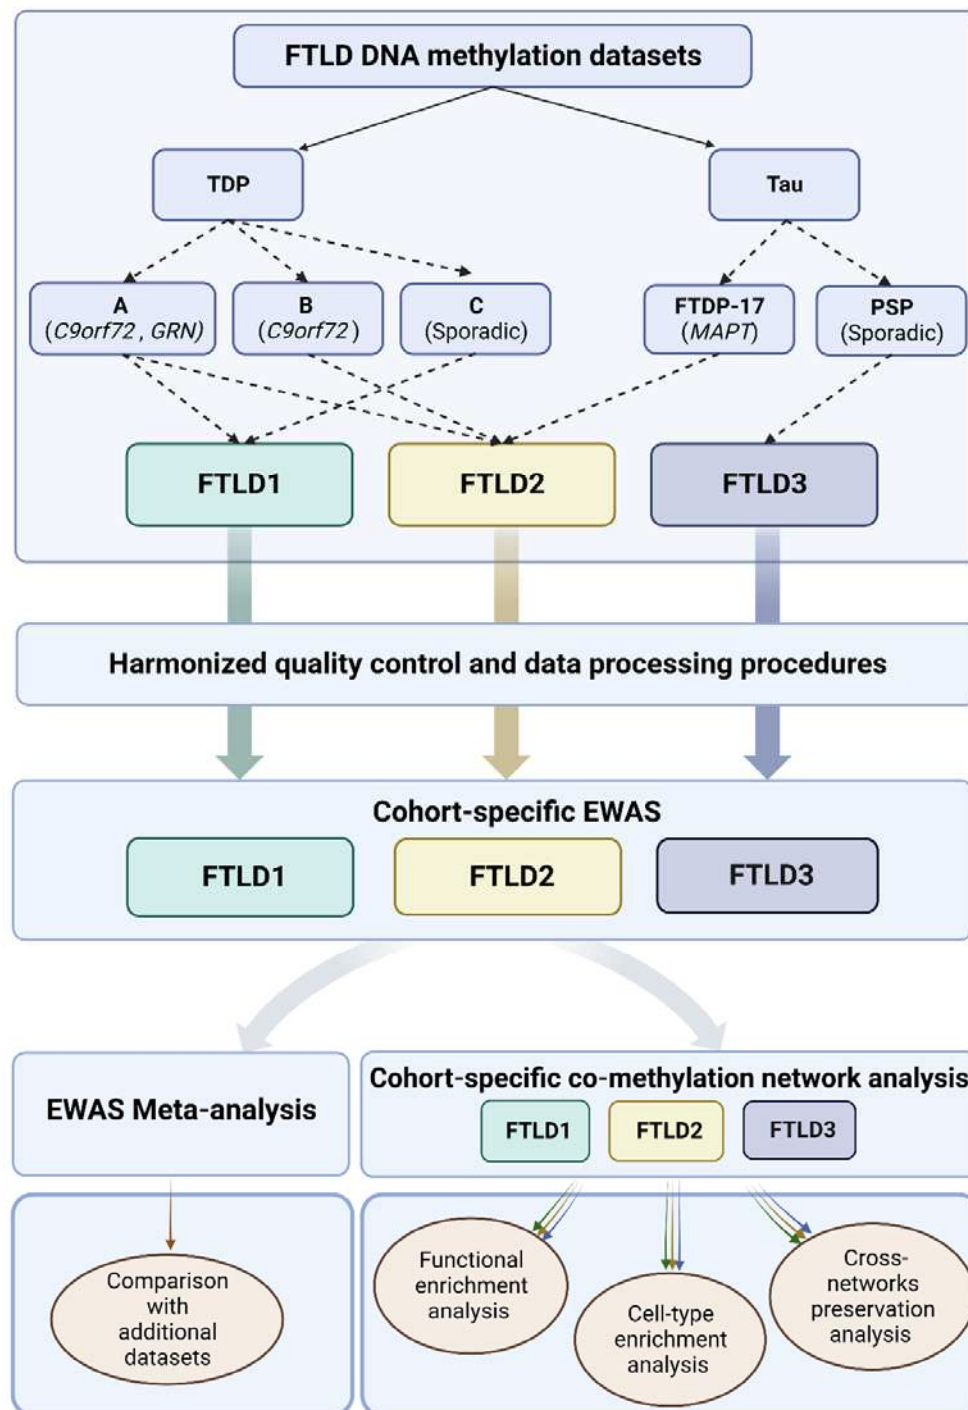 FTLD DNA methylation datasets
TDP
Tau
A
(C9orf72, GRN)
B
(C9orf72)
C
(Sporadic)
FTDP-17
(MAPT)
PSP
(Sporadic)
FTLD1
FTLD2
FTLD3
Harmonized quality control and data processing procedures
Cohort-specific EWAS
FTLD1
FTLD2
FTLD3
EWAS Meta-analysis
Cohort-specific co-methylation network analysis
FTLD1
FTLD2
FTLD3
Comparison
with
additional
datasets
Functional
enrichment
analysis
Cell-type
enrichment
analysis
Cross-
networks
preservation
analysis